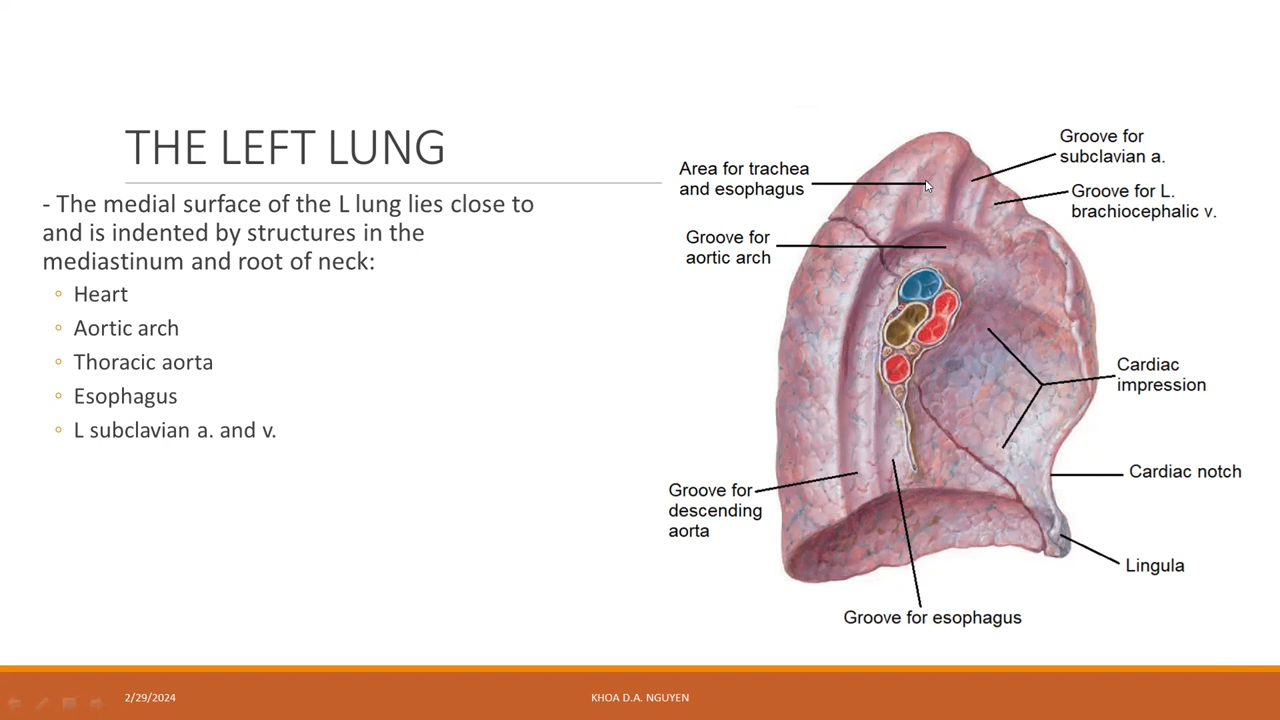 THE LEFT LUNG
- The medial surface of the L lung lies close to
and is indented by structures in the
mediastinum and root of neck:
◦ Heart
◦ Aortic arch
◦ Thoracic aorta
◦ Esophagus
◦ L subclavian a. and v.
Area for trachea
and esophagus
Groove for
aortic arch
Groove for
descending
aorta
Groove for esophagus
Groove for
subclavian a.
Groove for L.
brachiocephalic v.
Cardiac
impression
Cardiac notch
Lingula
2/29/2024
KHOA D.A. NGUYEN